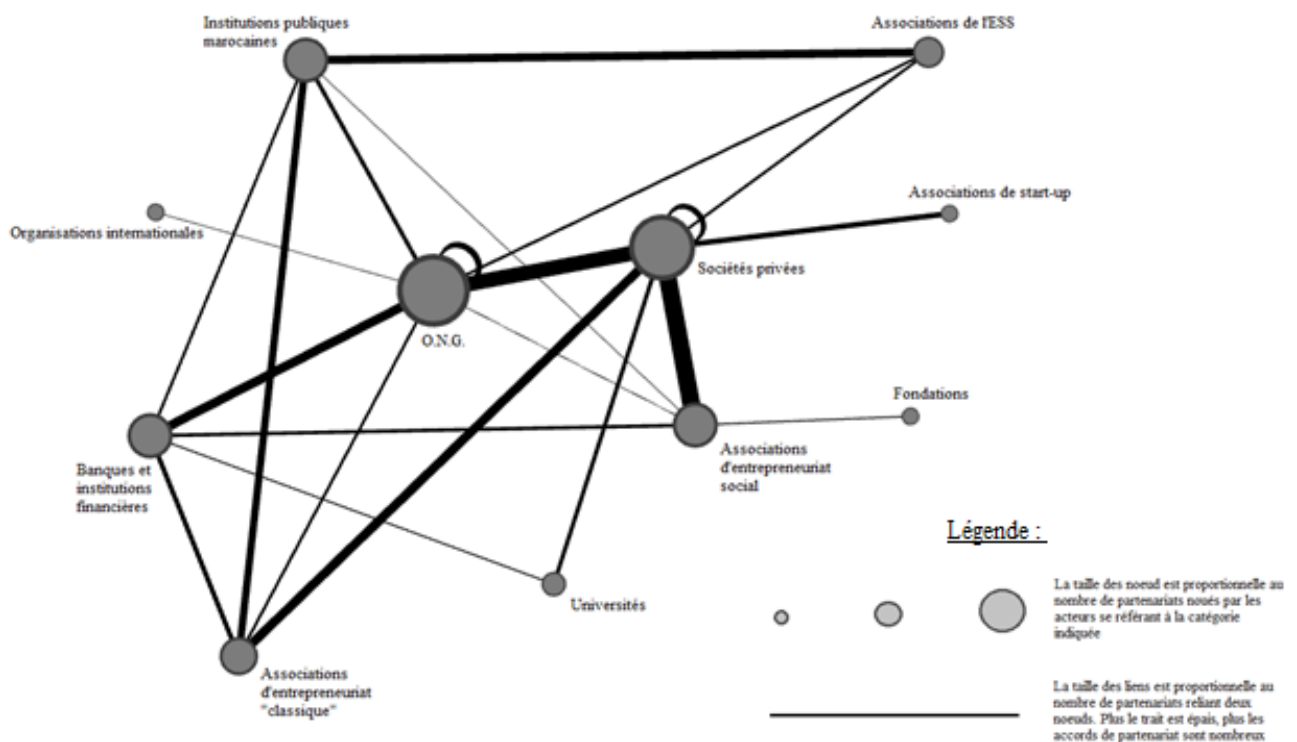 Institutions publiques
marocaines
Associations de l'ESS
Associations de start-up
Organisations internationales
Sociétés privées
O.N.G.
Fondations
Associations
d'entrepreneuriat
social
Banques et
institutions
financières
Universités
Associations
d'entrepreneuriat
"classique"
Légende :
La taille des noeud est proportionnelle au
nombre de partenariats noués par les
acteurs se référant à la catégorie
indiquée
La taille des liens est proportionnelle au
nombre de partenariats reliant deux
noeuds. Plus le trait est épais, plus les
accords de partenariat sont nombreux